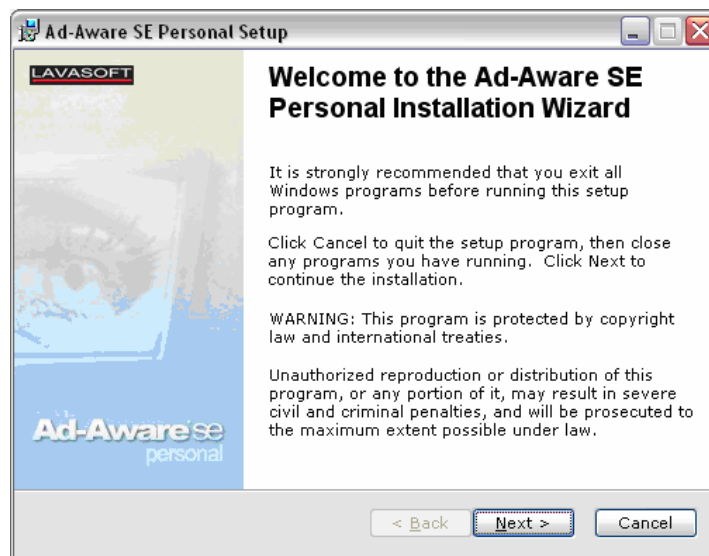 Ad-Aware SE Personal Setup
LAVASOFT
Welcome to the Ad-Aware SE
Personal Installation Wizard
It is strongly recommended that you exit all
Windows programs before running this setup
program.
Click Cancel to quit the setup program, then close
any programs you have running.  Click Next to
continue the installation.
WARNING: This program is protected by copyright
law and international treaties.
Unauthorized reproduction or distribution of this
program, or any portion of it, may result in severe
civil and criminal penalties, and will be prosecuted to
the maximum extent possible under law.
Ad-Aware se
personal
< Back
Next >
Cancel